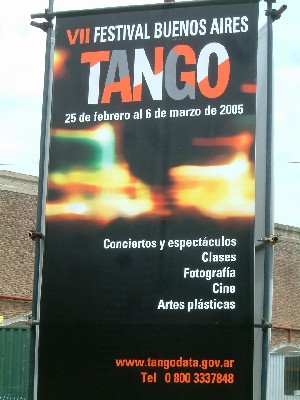 VII FESTIVAL BUENOS AIRES
TANGO
25 de febrero al 6 de marzo de 2005
Conciertos y espectáculos
Clases
Fotografía
Cine
Artes plásticas
www.tangodata.gov.ar
Tel 0 800 3337848